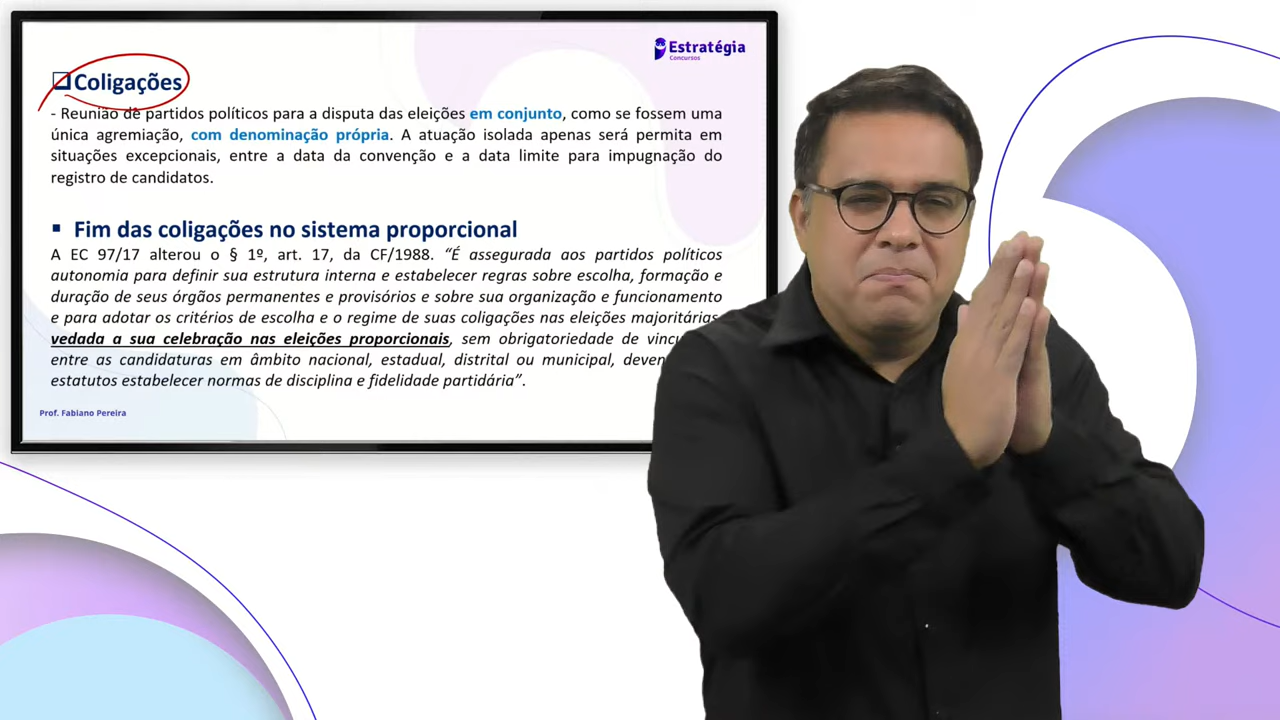 Estratégia
Concursos
Coligações
- Reunião de partidos políticos para a disputa das eleições em conjunto, como se fossem uma
única agremiação, com denominação própria. A atuação isolada apenas será permita em
situações excepcionais, entre a data da convenção e a data limite para impugnação do
registro de candidatos.
▪ Fim das coligações no sistema proporcional
A EC 97/17 alterou o § 1º, art. 17, da CF/1988. “É assegurada aos partidos políticos
autonomia para definir sua estrutura interna e estabelecer regras sobre escolha, formação e
duração de seus órgãos permanentes e provisórios e sobre sua organização e funcionamento
e para adotar os critérios de escolha e o regime de suas coligações nas eleições majoritárias,
vedada a sua celebração nas eleições proporcionais, sem obrigatoriedade de
entre as candidaturas em âmbito nacional, estadual, distrital ou municipal,
estatutos estabelecer normas de disciplina e fidelidade partidária”.
Prof. Fabiano Pereira